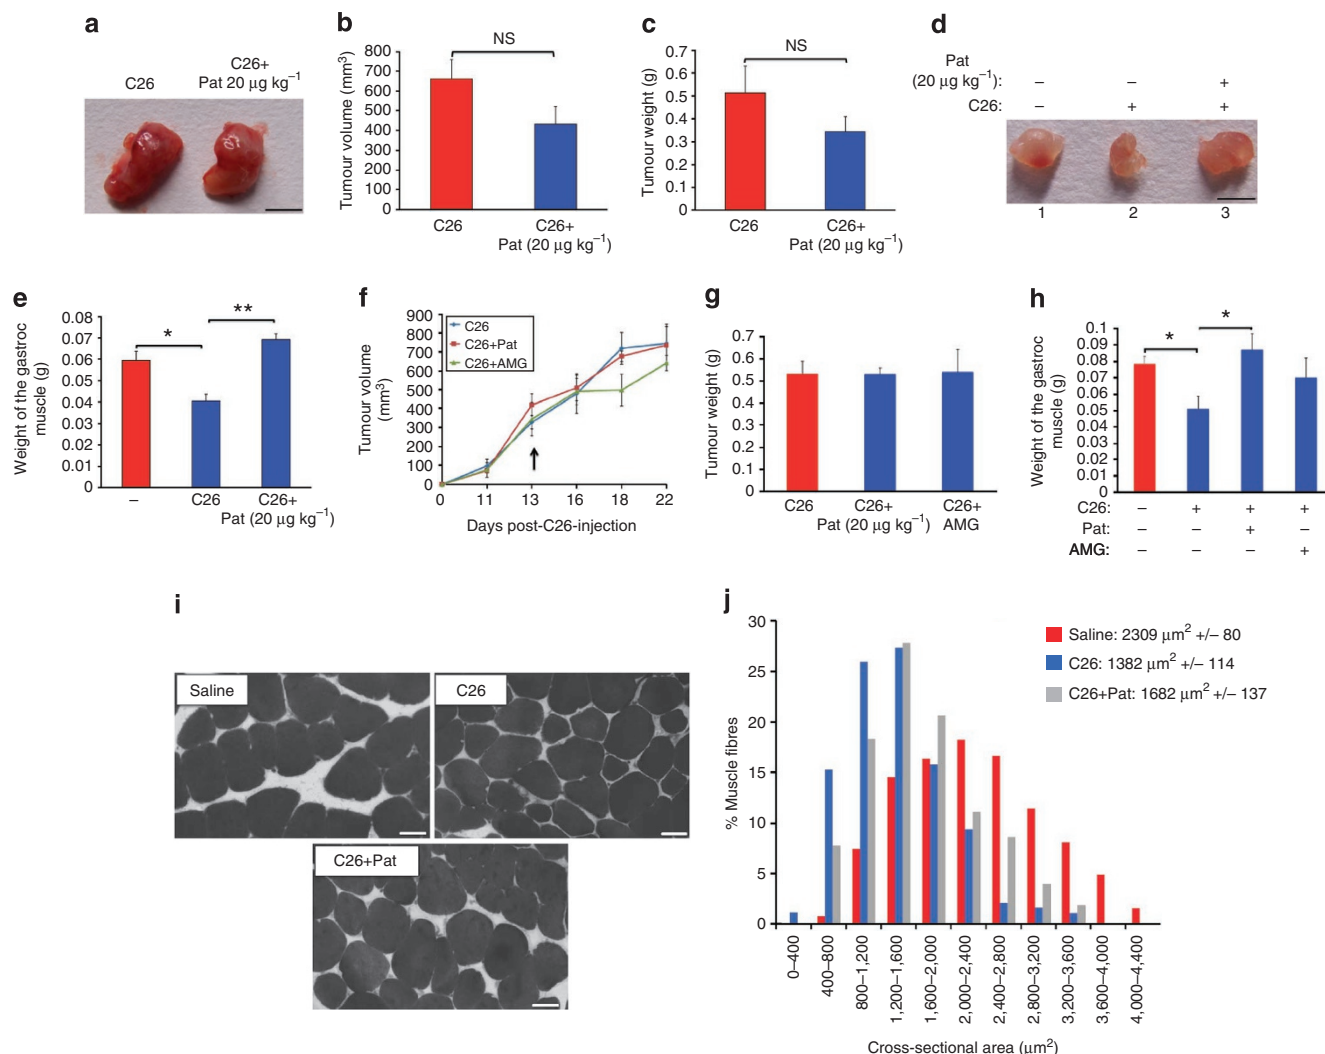 a
C26
C26+
Pat 20 µg kg⁻¹
b
NS
Tumour volume (mm³)
800
700
600
500
400
300
200
100
0
C26
C26+
Pat (20 µg kg⁻¹)
c
NS
Tumour weight (g)
0.7
0.6
0.5
0.4
0.3
0.2
0.1
0
C26
C26+
Pat (20 µg kg⁻¹)
d
Pat
(20 µg kg⁻¹): – – +
C26: – + +
1 2 3
e
Weight of the gastroc
muscle (g)
0.08
0.07
0.06
0.05
0.04
0.03
0.02
0.01
0
* **
– C26 C26+
Pat (20 µg kg⁻¹)
f
Tumour volume
(mm³)
900
800
700
600
500
400
300
200
100
0
C26
C26+Pat
C26+AMG
0 11 13 16 18 22
Days post-C26-injection
g
Tumour weight (g)
0.7
0.6
0.5
0.4
0.3
0.2
0.1
0
C26 C26+ C26+
Pat (20 µg kg⁻¹) AMG
h
Weight of the gastroc
muscle (g)
0.1
0.09
0.08
0.07
0.06
0.05
0.04
0.03
0.02
0.01
0
* *
C26: – + + +
Pat: – – + –
AMG: – – – +
i
Saline
C26
C26+Pat
j
% Muscle fibres
30
25
20
15
10
5
0
Saline: 2309 µm² +/– 80
C26: 1382 µm² +/– 114
C26+Pat: 1682 µm² +/– 137
0–400
400–800
800–1,200
1,200–1,600
1,600–2,000
2,000–2,400
2,400–2,800
2,800–3,200
3,200–3,600
3,600–4,000
4,000–4,400
Cross-sectional area (µm²)